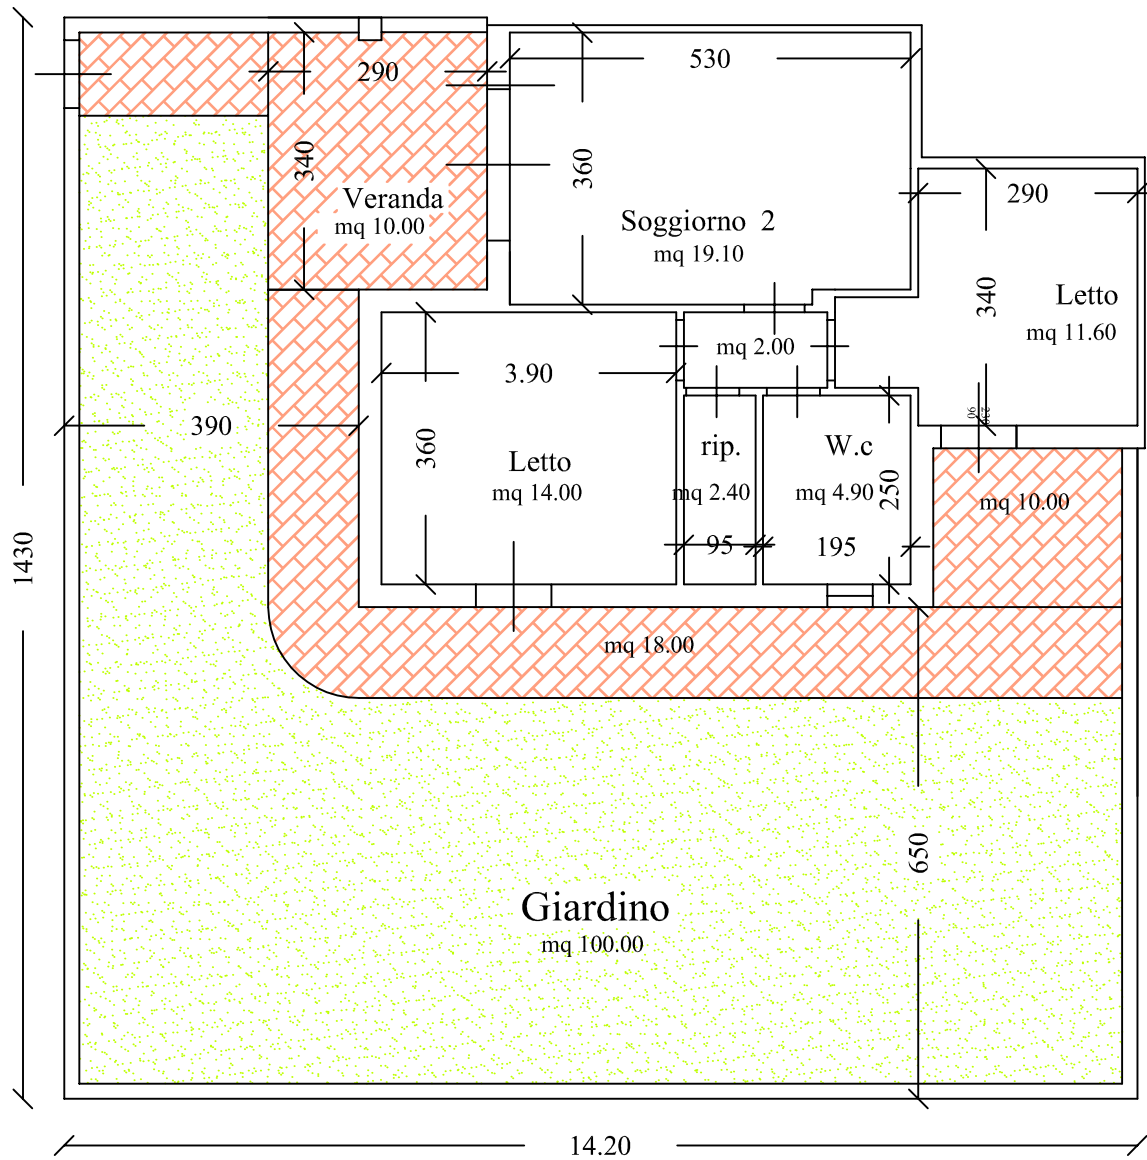 530
290
340
360
Veranda
mq 10.00
Soggiorno 2
mq 19.10
290
340
Letto
mq 11.60
mq 2.00
3.90
390
360
Letto
mq 14.00
rip.
mq 2.40
W.c
mq 4.90
250
95
195
90
mq 10.00
1430
mq 18.00
650
Giardino
mq 100.00
14.20